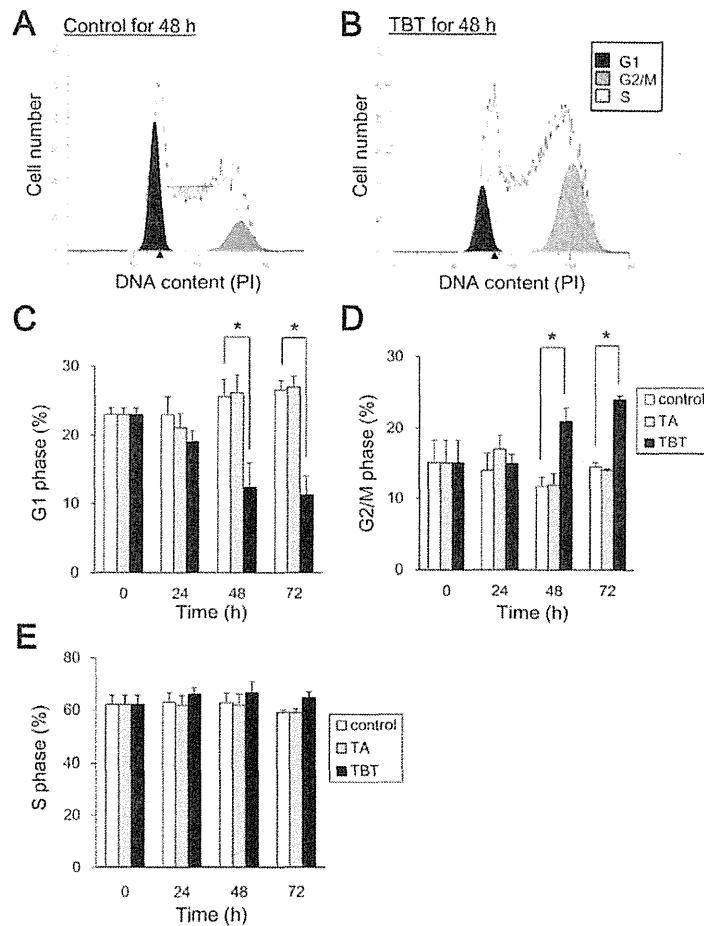 A Control for 48 h
B TBT for 48 h
G1
G2/M
S
Cell number
DNA content (PI)
Cell number
DNA content (PI)
C
*
*
G1 phase (%)
30
20
10
0
0
24
48
72
Time (h)
D
*
*
G2/M phase (%)
30
20
10
0
0
24
48
72
Time (h)
control
TA
TBT
E
S phase (%)
80
60
40
20
0
0
24
48
72
Time (h)
control
TA
TBT